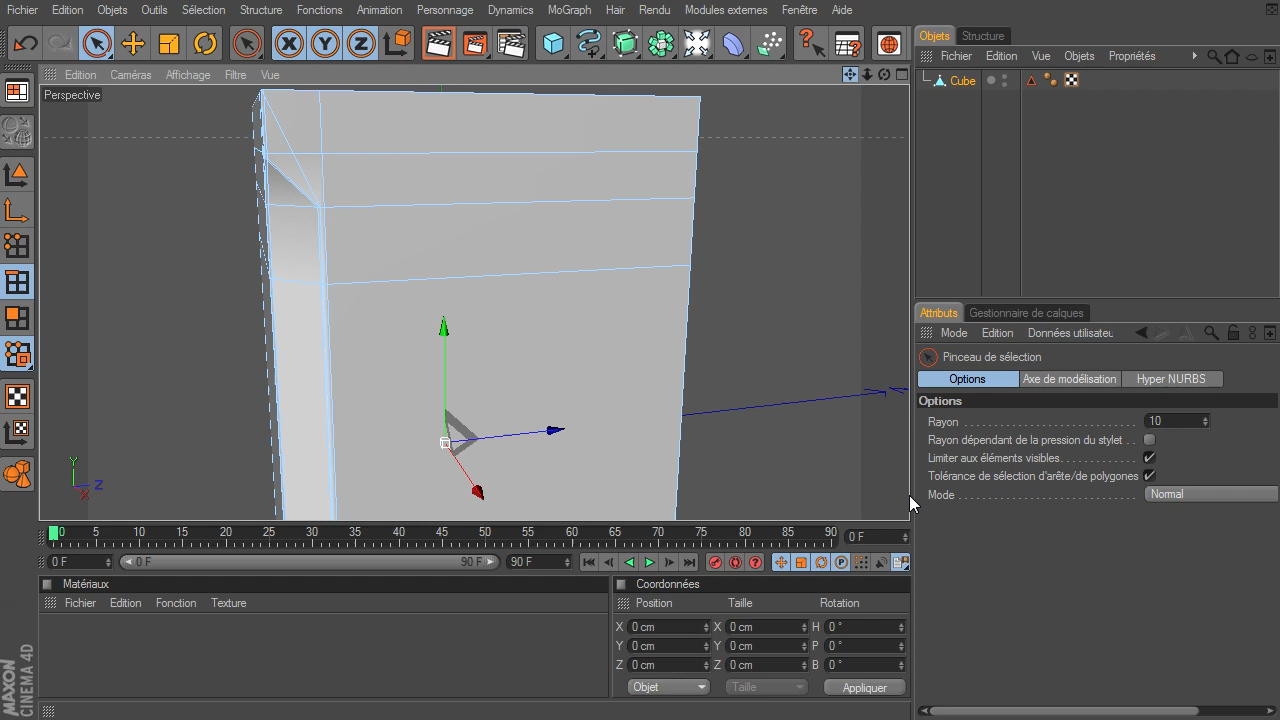 Fichier Edition Objets Outils Sélection Structure Fonctions Animation Personnage Dynamics MoGraph Hair Rendu Modules externes Fenêtre Aide
X Y Z
Objets Structure
Fichier Edition Vue Objets Propriétés
Edition Caméras Affichage Filtre Vue
Cube
Perspective
Y
Z
X
Attributs Gestionnaire de calques
Mode Edition Données utilisateu
Pinceau de sélection
Options Axe de modélisation Hyper NURBS
Options
Rayon 10
Rayon dépendant de la pression du stylet
Limiter aux éléments visibles
Tolérance de sélection d'arête/de polygones
Mode Normal
0 5 10 15 20 25 30 35 40 45 50 55 60 65 70 75 80 85 90 0 F
0 F 0 F 90 F 90 F
Matériaux
Fichier Edition Fonction Texture
Coordonnées
Position Taille Rotation
X 0 cm X 0 cm H 0 °
Y 0 cm Y 0 cm P 0 °
Z 0 cm Z 0 cm B 0 °
Objet Taille Appliquer
MAXON
CINEMA 4D